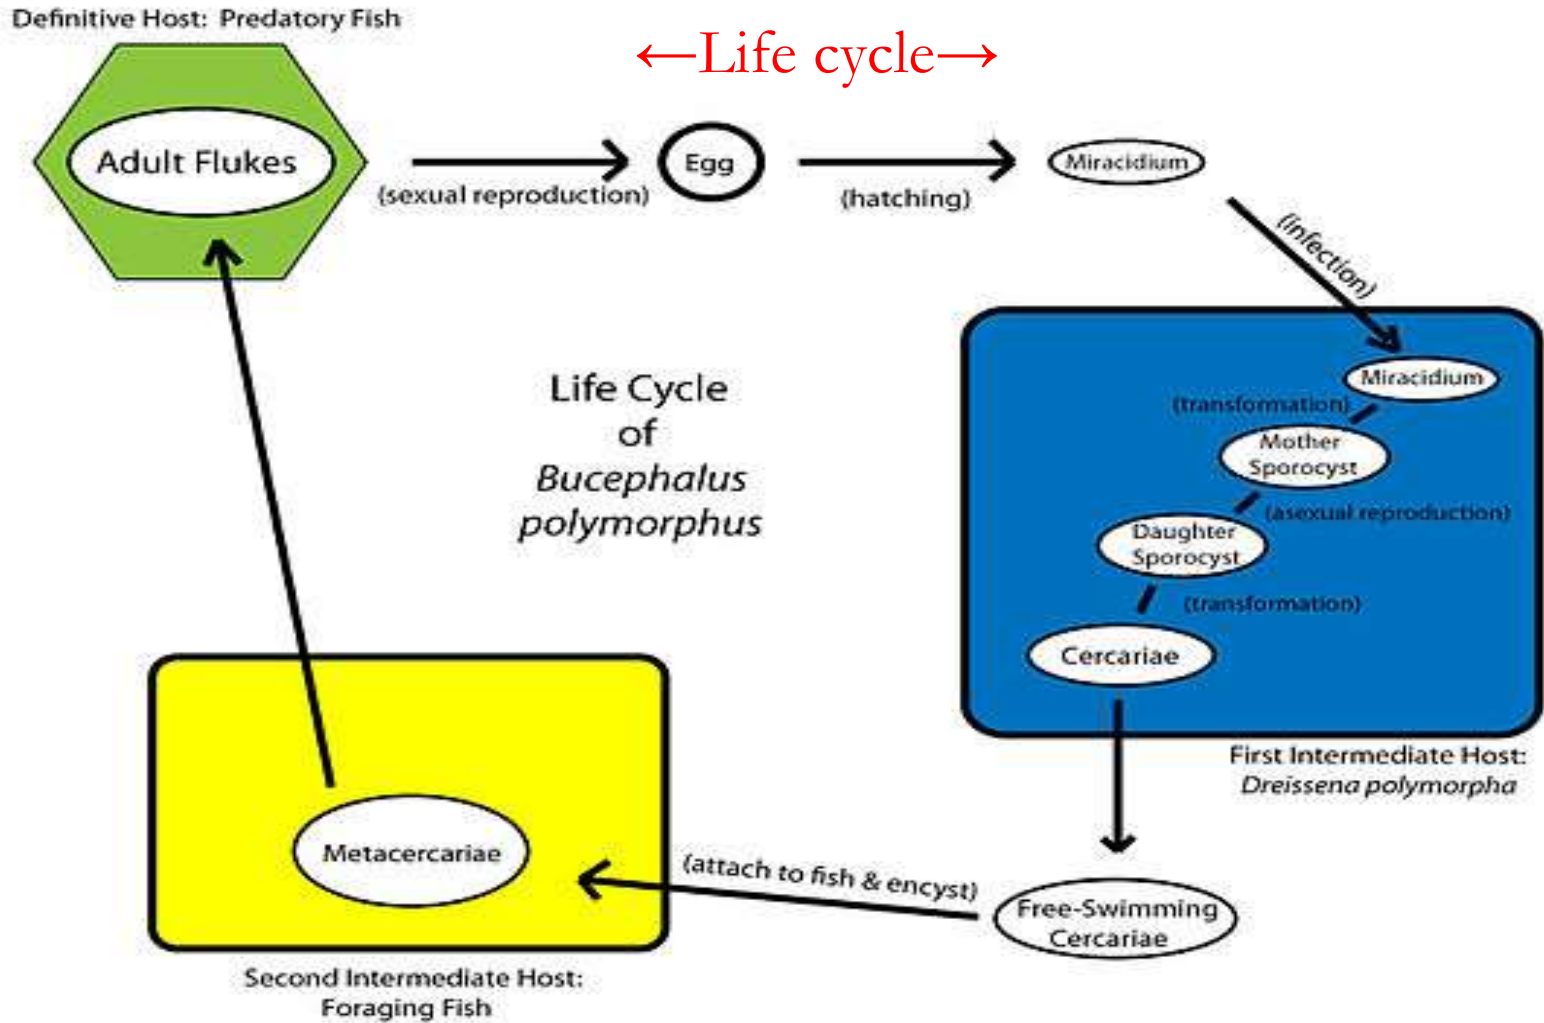 Definitive Host: Predatory Fish
←Life cycle→
Adult Flukes
(sexual reproduction)
Egg
(hatching)
Miracidium
(infection)
Miracidium
(transformation)
Mother
Sporocyst
(asexual reproduction)
Daughter
Sporocyst
(transformation)
Cercariae
First Intermediate Host:
Dreissena polymorpha
Life Cycle
of
Bucephalus
polymorphus
Free-Swimming
Cercariae
(attach to fish & encyst)
Metacercariae
Second Intermediate Host:
Foraging Fish